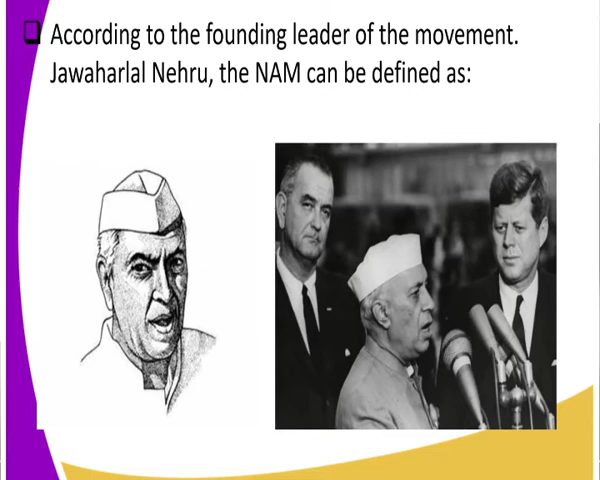 According to the founding leader of the movement.
Jawaharlal Nehru, the NAM can be defined as: